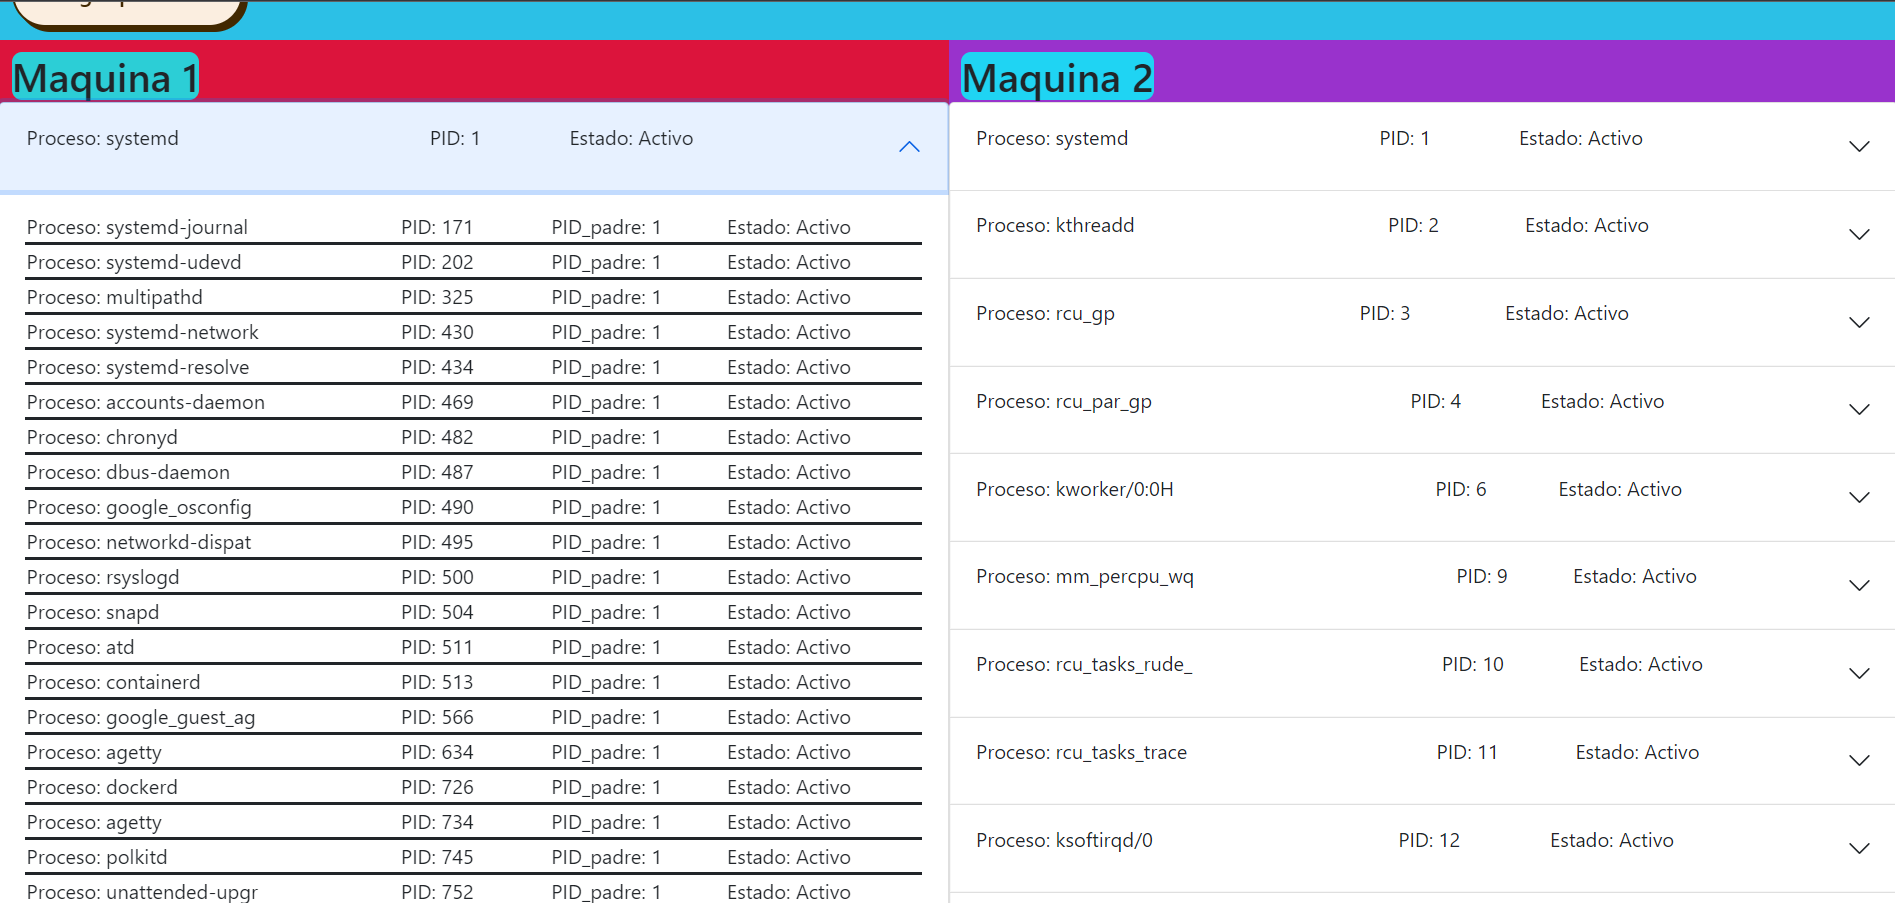 Maquina 1
Proceso: systemd PID: 1 Estado: Activo
Proceso: systemd-journal PID: 171 PID_padre: 1 Estado: Activo
Proceso: systemd-udevd PID: 202 PID_padre: 1 Estado: Activo
Proceso: multipathd PID: 325 PID_padre: 1 Estado: Activo
Proceso: systemd-network PID: 430 PID_padre: 1 Estado: Activo
Proceso: systemd-resolve PID: 434 PID_padre: 1 Estado: Activo
Proceso: accounts-daemon PID: 469 PID_padre: 1 Estado: Activo
Proceso: chronyd PID: 482 PID_padre: 1 Estado: Activo
Proceso: dbus-daemon PID: 487 PID_padre: 1 Estado: Activo
Proceso: google_osconfig PID: 490 PID_padre: 1 Estado: Activo
Proceso: networkd-dispat PID: 495 PID_padre: 1 Estado: Activo
Proceso: rsyslogd PID: 500 PID_padre: 1 Estado: Activo
Proceso: snapd PID: 504 PID_padre: 1 Estado: Activo
Proceso: atd PID: 511 PID_padre: 1 Estado: Activo
Proceso: containerd PID: 513 PID_padre: 1 Estado: Activo
Proceso: google_guest_ag PID: 566 PID_padre: 1 Estado: Activo
Proceso: agetty PID: 634 PID_padre: 1 Estado: Activo
Proceso: dockerd PID: 726 PID_padre: 1 Estado: Activo
Proceso: agetty PID: 734 PID_padre: 1 Estado: Activo
Proceso: polkitd PID: 745 PID_padre: 1 Estado: Activo
Proceso: unattended-upgr PID: 752 PID_padre: 1 Estado: Activo
Maquina 2
Proceso: systemd PID: 1 Estado: Activo
Proceso: kthreadd PID: 2 Estado: Activo
Proceso: rcu_gp PID: 3 Estado: Activo
Proceso: rcu_par_gp PID: 4 Estado: Activo
Proceso: kworker/0:0H PID: 6 Estado: Activo
Proceso: mm_percpu_wq PID: 9 Estado: Activo
Proceso: rcu_tasks_rude_ PID: 10 Estado: Activo
Proceso: rcu_tasks_trace PID: 11 Estado: Activo
Proceso: ksoftirqd/0 PID: 12 Estado: Activo